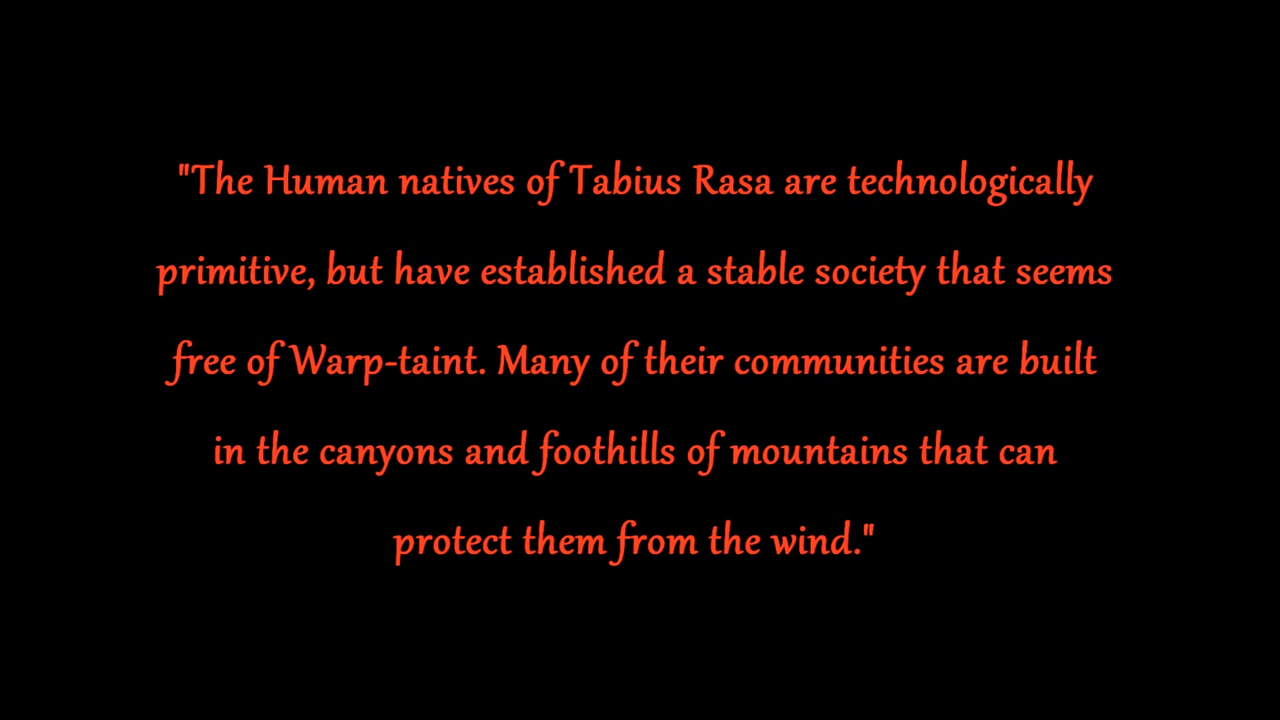 "The Human natives of Tabius Rasa are technologically
primitive, but have established a stable society that seems
free of Warp-taint. Many of their communities are built
in the canyons and foothills of mountains that can
protect them from the wind."